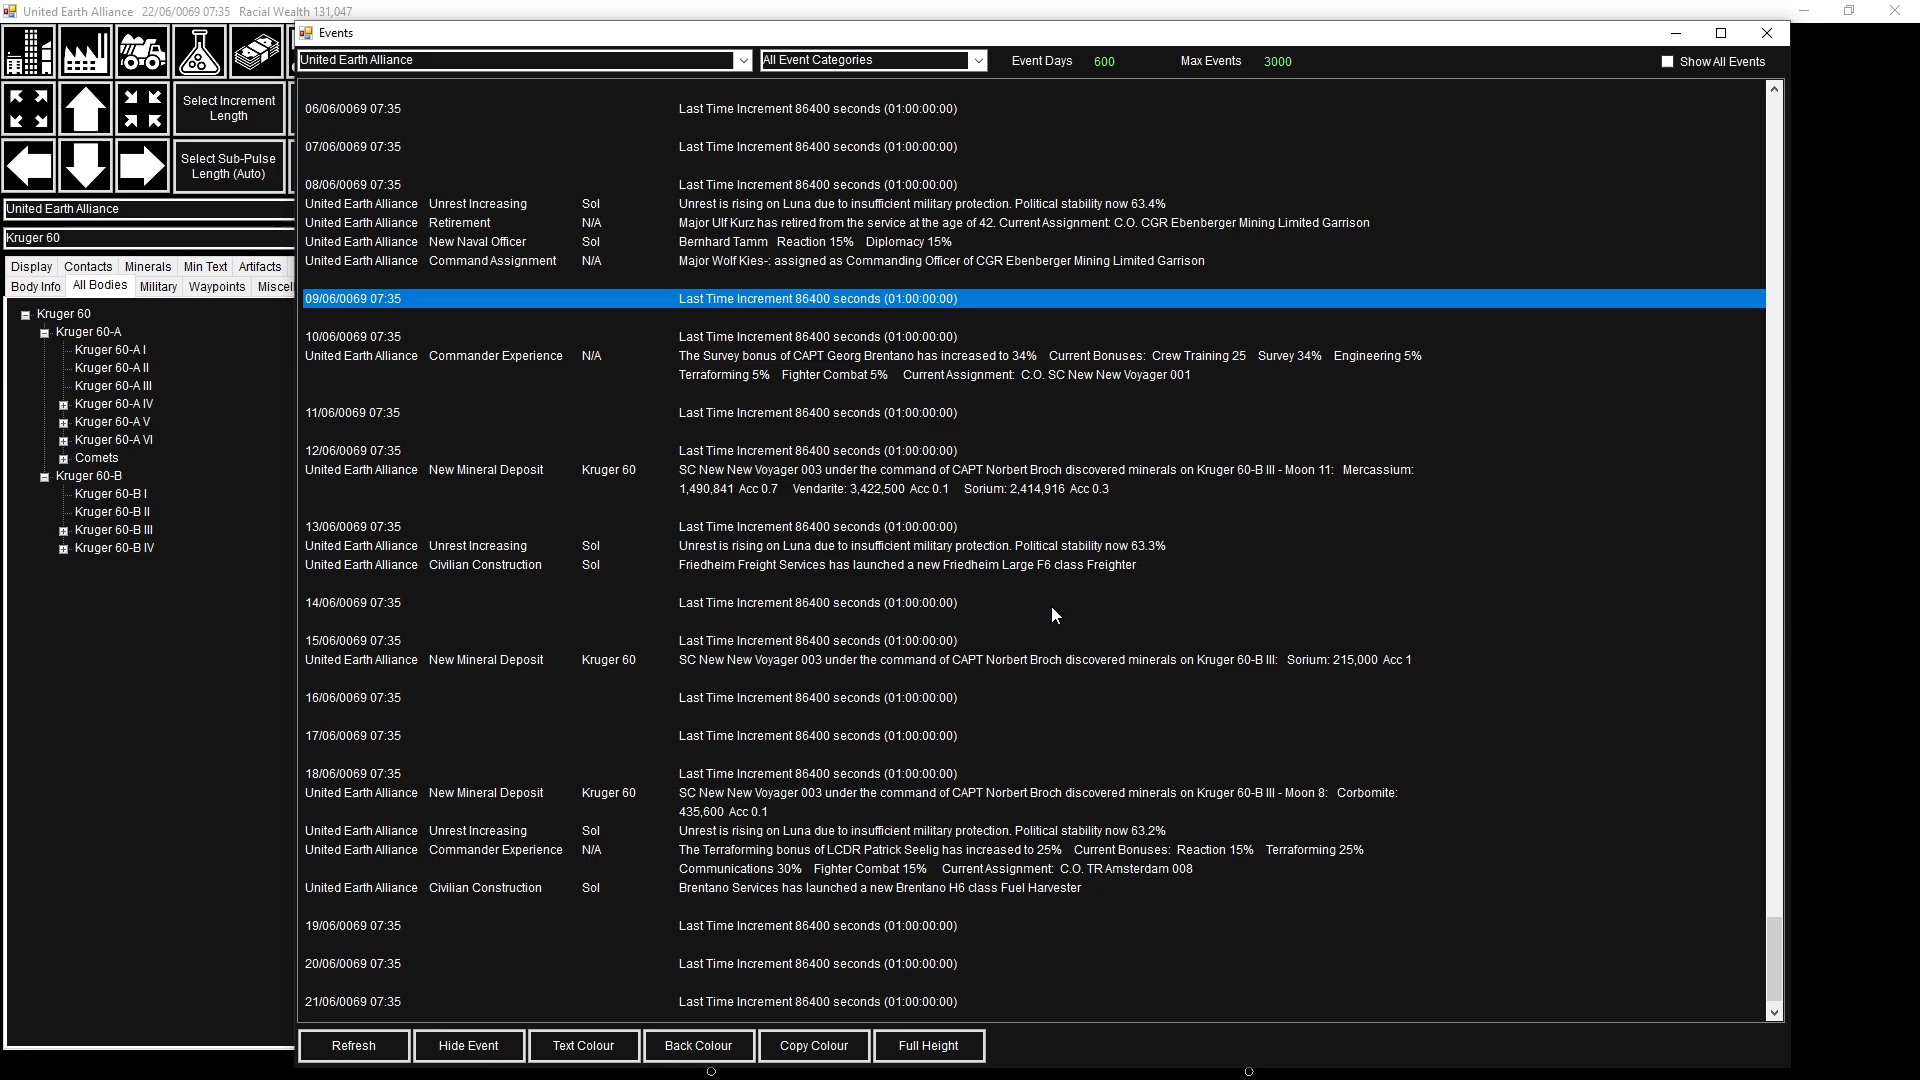 United Earth Alliance 22/06/0069 07:35 Racial Wealth 131,047
Events
United Earth Alliance All Event Categories Event Days 600 Max Events 3000 Show All Events
Select Increment Length
Select Sub-Pulse Length (Auto)
United Earth Alliance
Kruger 60
Display Contacts Minerals Min Text Artifacts
Body Info All Bodies Military Waypoints Miscell
Kruger 60
Kruger 60-A
Kruger 60-A I
Kruger 60-A II
Kruger 60-A III
Kruger 60-A IV
Kruger 60-A V
Kruger 60-A VI
Comets
Kruger 60-B
Kruger 60-B I
Kruger 60-B II
Kruger 60-B III
Kruger 60-B IV
06/06/0069 07:35 Last Time Increment 86400 seconds (01:00:00:00)
07/06/0069 07:35 Last Time Increment 86400 seconds (01:00:00:00)
08/06/0069 07:35 Last Time Increment 86400 seconds (01:00:00:00)
United Earth Alliance Unrest Increasing Sol Unrest is rising on Luna due to insufficient military protection. Political stability now 63.4%
United Earth Alliance Retirement N/A Major Ulf Kurz has retired from the service at the age of 42. Current Assignment: C.O. CGR Ebenberger Mining Limited Garrison
United Earth Alliance New Naval Officer Sol Bernhard Tamm Reaction 15% Diplomacy 15%
United Earth Alliance Command Assignment N/A Major Wolf Kies-: assigned as Commanding Officer of CGR Ebenberger Mining Limited Garrison
09/06/0069 07:35 Last Time Increment 86400 seconds (01:00:00:00)
10/06/0069 07:35 Last Time Increment 86400 seconds (01:00:00:00)
United Earth Alliance Commander Experience N/A The Survey bonus of CAPT Georg Brentano has increased to 34% Current Bonuses: Crew Training 25 Survey 34% Engineering 5%
Terraforming 5% Fighter Combat 5% Current Assignment: C.O. SC New New Voyager 001
11/06/0069 07:35 Last Time Increment 86400 seconds (01:00:00:00)
12/06/0069 07:35 Last Time Increment 86400 seconds (01:00:00:00)
United Earth Alliance New Mineral Deposit Kruger 60 SC New New Voyager 003 under the command of CAPT Norbert Broch discovered minerals on Kruger 60-B III - Moon 11: Mercassium:
1,490,841 Acc 0.7 Vendarite: 3,422,500 Acc 0.1 Sorium: 2,414,916 Acc 0.3
13/06/0069 07:35 Last Time Increment 86400 seconds (01:00:00:00)
United Earth Alliance Unrest Increasing Sol Unrest is rising on Luna due to insufficient military protection. Political stability now 63.3%
United Earth Alliance Civilian Construction Sol Friedheim Freight Services has launched a new Friedheim Large F6 class Freighter
14/06/0069 07:35 Last Time Increment 86400 seconds (01:00:00:00)
15/06/0069 07:35 Last Time Increment 86400 seconds (01:00:00:00)
United Earth Alliance New Mineral Deposit Kruger 60 SC New New Voyager 003 under the command of CAPT Norbert Broch discovered minerals on Kruger 60-B III: Sorium: 215,000 Acc 1
16/06/0069 07:35 Last Time Increment 86400 seconds (01:00:00:00)
17/06/0069 07:35 Last Time Increment 86400 seconds (01:00:00:00)
18/06/0069 07:35 Last Time Increment 86400 seconds (01:00:00:00)
United Earth Alliance New Mineral Deposit Kruger 60 SC New New Voyager 003 under the command of CAPT Norbert Broch discovered minerals on Kruger 60-B III - Moon 8: Corbomite:
435,600 Acc 0.1
United Earth Alliance Unrest Increasing Sol Unrest is rising on Luna due to insufficient military protection. Political stability now 63.2%
United Earth Alliance Commander Experience N/A The Terraforming bonus of LCDR Patrick Seelig has increased to 25% Current Bonuses: Reaction 15% Terraforming 25%
Communications 30% Fighter Combat 15% Current Assignment: C.O. TR Amsterdam 008
United Earth Alliance Civilian Construction Sol Brentano Services has launched a new Brentano H6 class Fuel Harvester
19/06/0069 07:35 Last Time Increment 86400 seconds (01:00:00:00)
20/06/0069 07:35 Last Time Increment 86400 seconds (01:00:00:00)
21/06/0069 07:35 Last Time Increment 86400 seconds (01:00:00:00)
Refresh Hide Event Text Colour Back Colour Copy Colour Full Height